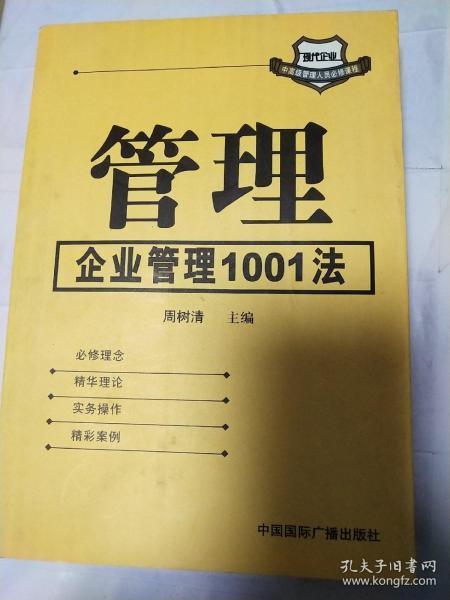 现代企业
中高级管理人员必修课程
管理
企业管理1001法
周树清 主编
必修理念
精华理论
实务操作
精彩案例
中国国际广播出版社
孔夫子旧书网
www.kongfz.com